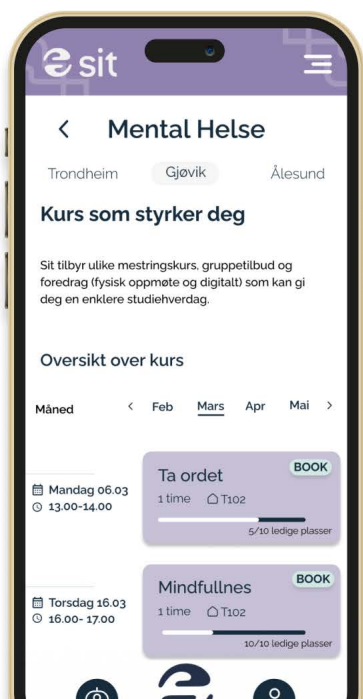 sit
Mental Helse
Trondheim Gjøvik Ålesund
Kurs som styrker deg
Sit tilbyr ulike mestringskurs, gruppetilbud og
foredrag (fysisk oppmøte og digitalt) som kan gi
deg en enklere studiehverdag.
Oversikt over kurs
Måned < Feb Mars Apr Mai >
Mandag 06.03
13.00-14.00
Ta ordet
BOOK
1 time T102
5/10 ledige plasser
Torsdag 16.03
16.00- 17.00
Mindfullnes
BOOK
1 time T102
10/10 ledige plasser